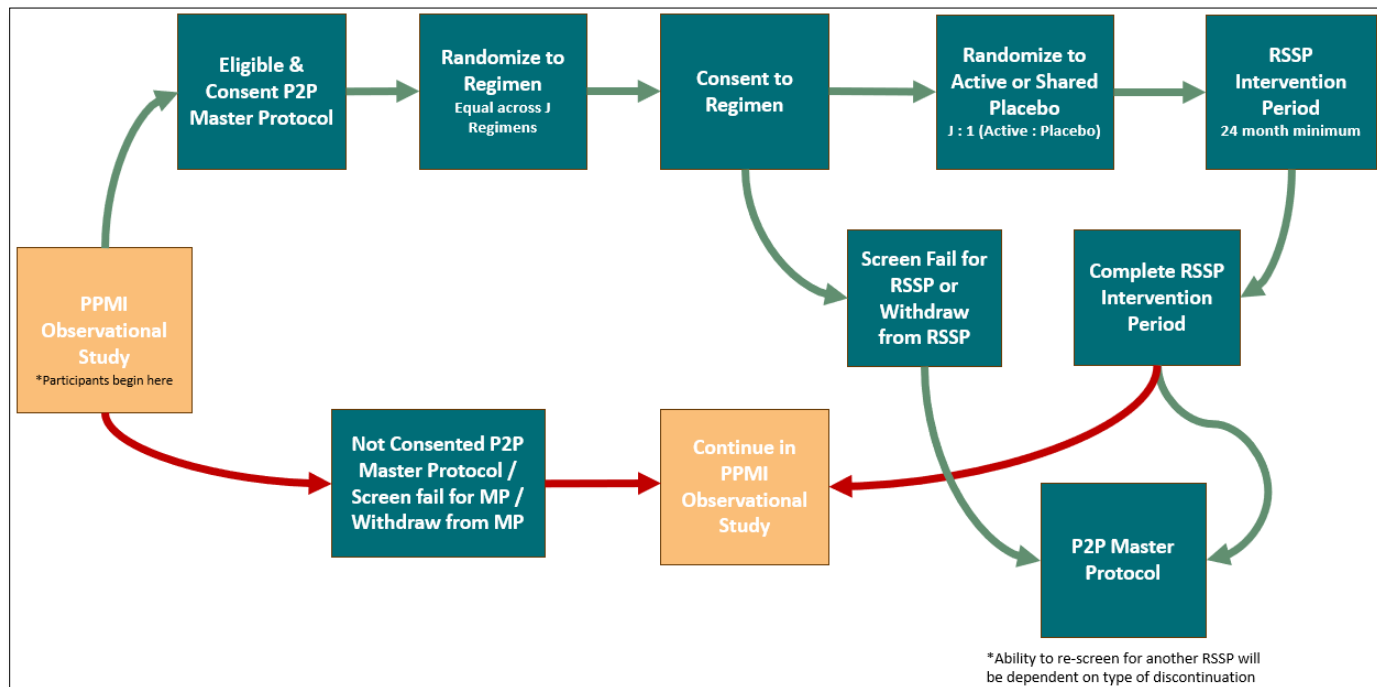 Eligible &
Consent P2P
Master Protocol
Randomize to
Regimen
Equal across J
Regimens
Consent to
Regimen
Randomize to
Active or Shared
Placebo
J : 1 (Active : Placebo)
RSSP
Intervention
Period
24 month minimum
PPMI
Observational
Study
*Participants begin here
Screen Fail for
RSSP or
Withdraw
from RSSP
Complete RSSP
Intervention
Period
Not Consented P2P
Master Protocol /
Screen fail for MP /
Withdraw from MP
Continue in
PPMI
Observational
Study
P2P Master
Protocol
*Ability to re-screen for another RSSP will
be dependent on type of discontinuation